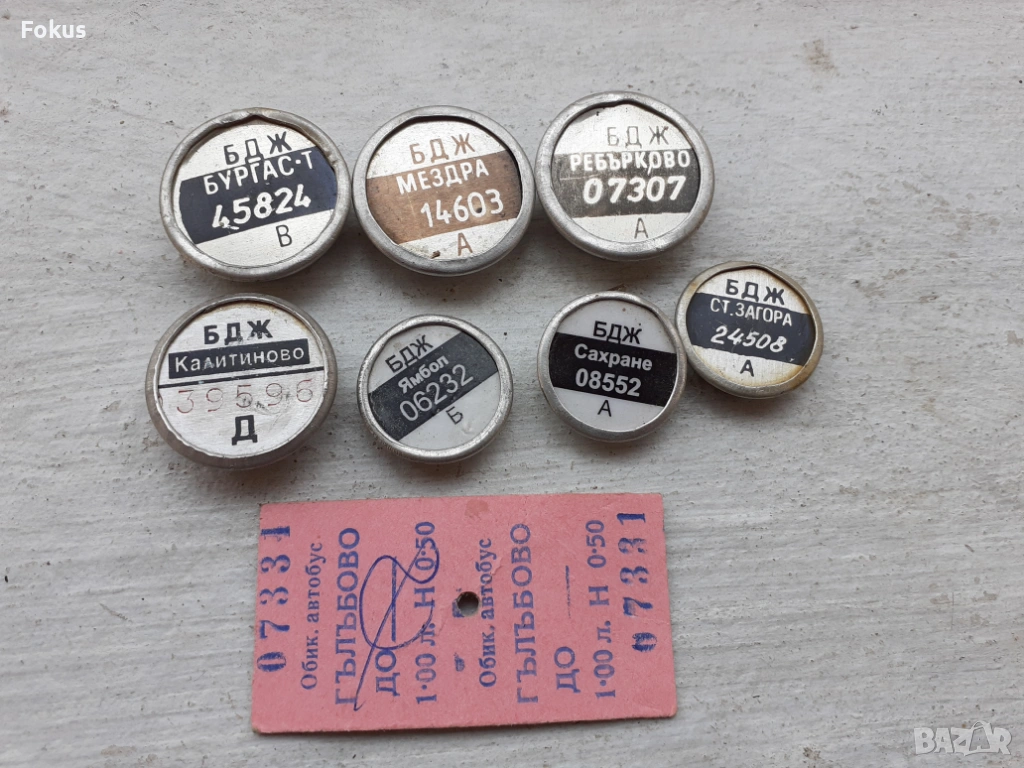 Fokus
БДЖ
БУРГАС-Т
45824
В
БДЖ
МЕЗДРА
14603
А
БДЖ
РЕБЪРКОВО
07307
А
БДЖ
Калитиново
39596
Д
БДЖ
Ямбол
06232
Б
БДЖ
Сахране
08552
А
БДЖ
СТ.ЗАГОРА
24508
А
07331
Обик. автобус
ГЪЛЪБОВО
ДО —
1·00 л. Н 0·50
Обик. автобус
ГЪЛЪБОВО
ДО —
1·00 л. Н 0·50
07331
BAZAR